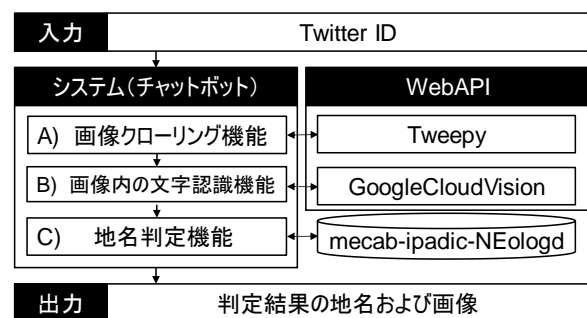 入力 Twitter ID
システム(チャットボット) WebAPI
A) 画像クローリング機能 Tweepy
B) 画像内の文字認識機能 GoogleCloudVision
C) 地名判定機能 mecab-ipadic-NEologd
出力 判定結果の地名および画像